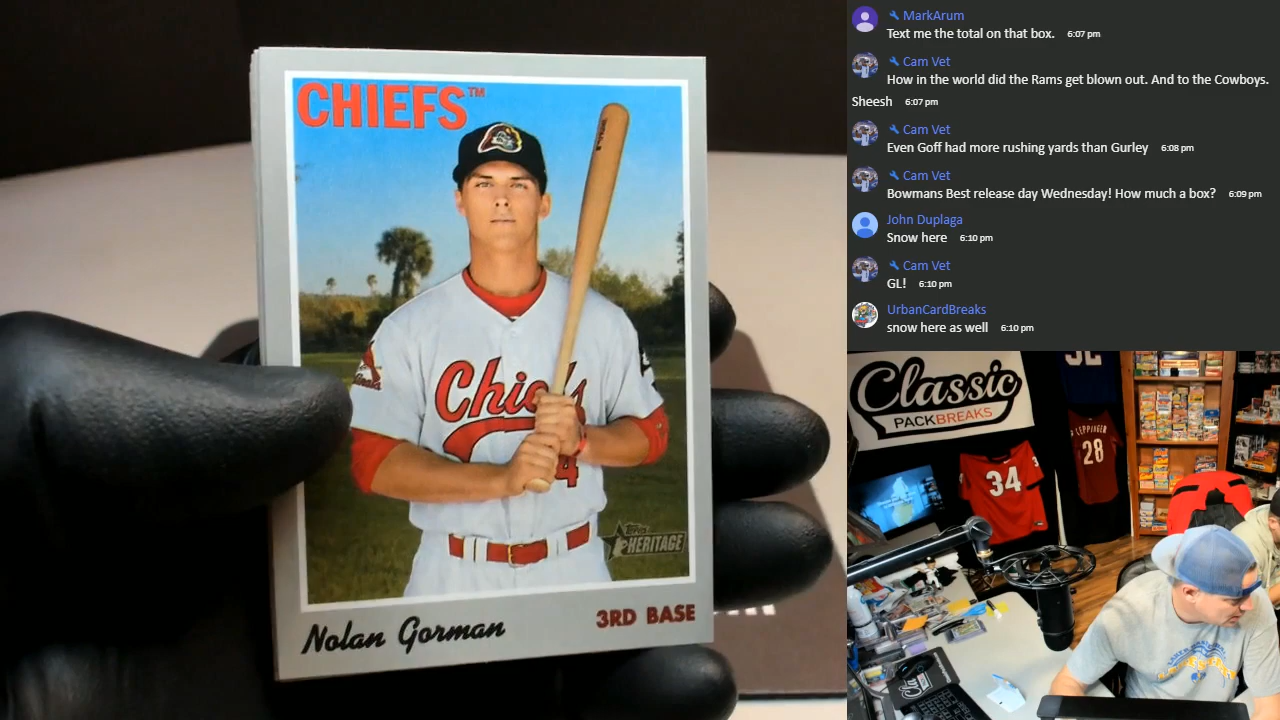 CHIEFS™
Chiefs
4
Topps
HERITAGE
Nolan Gorman
3RD BASE
MarkArum
Text me the total on that box. 6:07 pm
Cam Vet
How in the world did the Rams get blown out. And to the Cowboys.
Sheesh 6:07 pm
Cam Vet
Even Goff had more rushing yards than Gurley 6:08 pm
Cam Vet
Bowmans Best release day Wednesday! How much a box? 6:09 pm
John Duplaga
Snow here 6:10 pm
Cam Vet
GL! 6:10 pm
UrbanCardBreaks
snow here as well 6:10 pm
Classic
PACK BREAKS
34
28